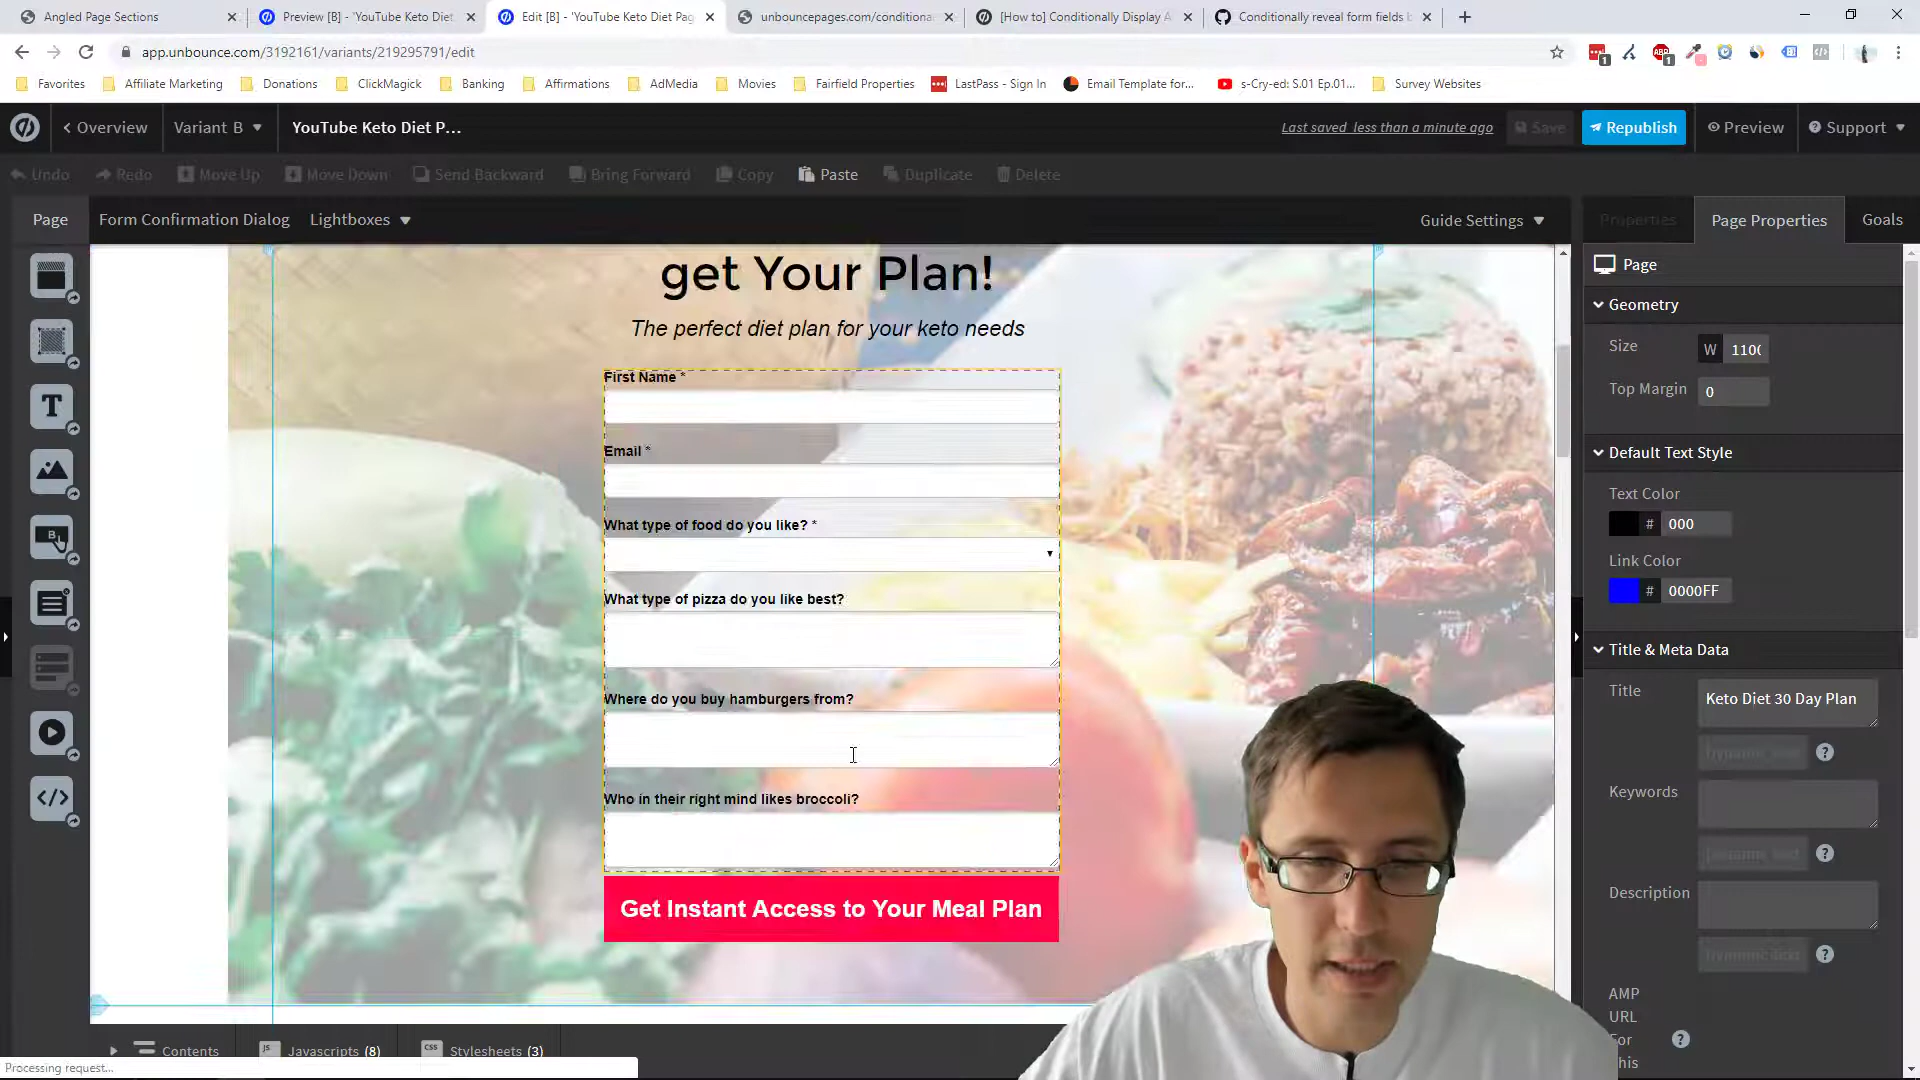 Angled Page Sections
Preview [B] - 'YouTube Keto Diet
Edit [B] - 'YouTube Keto Diet Pag
unbouncepages.com/conditiona
[How to] Conditionally Display A
Conditionally reveal form fields b
app.unbounce.com/3192161/variants/219295791/edit
Favorites
Affiliate Marketing
Donations
ClickMagick
Banking
Affirmations
AdMedia
Movies
Fairfield Properties
LastPass - Sign In
Email Template for...
s-Cry-ed: S.01 Ep.01...
Survey Websites
Overview
Variant B
YouTube Keto Diet P...
Last saved less than a minute ago
Save
Republish
Preview
Support
Undo
Redo
Move Up
Move Down
Send Backward
Bring Forward
Copy
Paste
Duplicate
Delete
Page
Form Confirmation Dialog
Lightboxes
Guide Settings
Properties
Page Properties
Goals
get Your Plan!
The perfect diet plan for your keto needs
First Name *
Email *
What type of food do you like? *
What type of pizza do you like best?
Where do you buy hamburgers from?
Who in their right mind likes broccoli?
Get Instant Access to Your Meal Plan
Page
Geometry
Size
W 110
Top Margin
0
Default Text Style
Text Color
# 000
Link Color
# 0000FF
Title & Meta Data
Title
Keto Diet 30 Day Plan
Keywords
Description
AMP
URL
For
This
Contents
Javascripts (8)
Stylesheets (3)
Processing request...